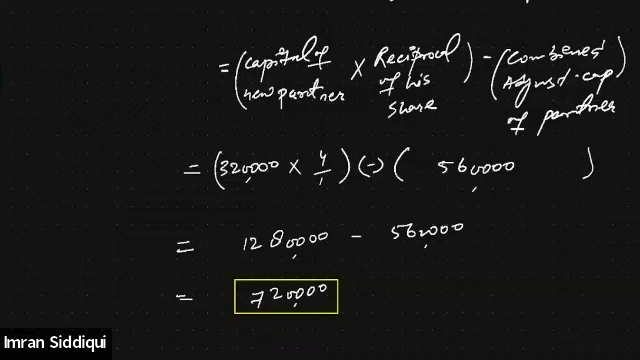 = (capital of new partner × Reciprocal of his share) - (Combined Adjust. cap of partner)
= (320000 × 4/1) (-) ( 560000 )
= 1280000 - 560000
= 720000
Imran Siddiqui